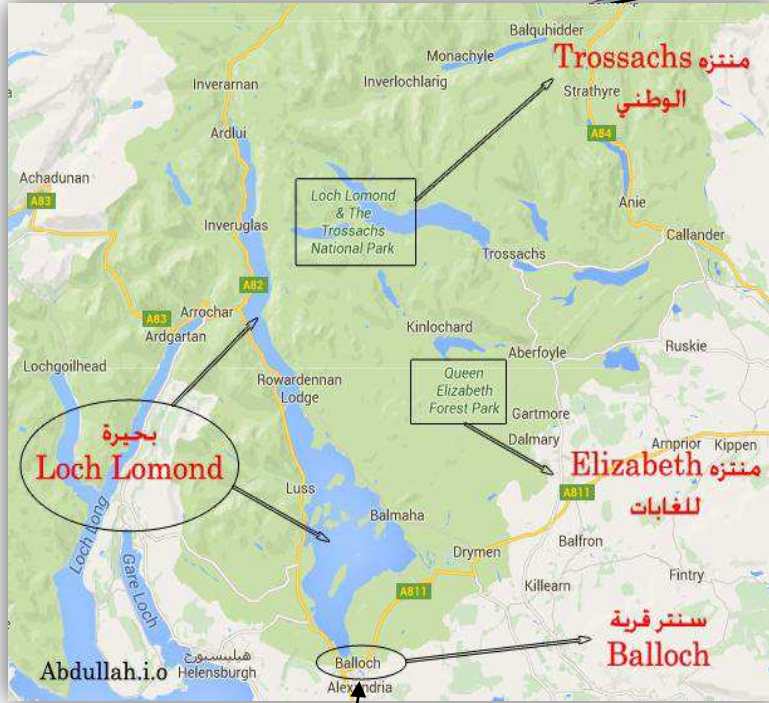 Balquhidder
Monachyle
منتزه Trossachs
الوطني
Inverarnan
Inverlochlarig
Strathyre
Ardlui
A84
Achadunan
A83
Loch Lomond
& The
Trossachs
National Park
Anie
Inveruglas
Callander
Trossachs
A82
A83
Arrochar
Ardgartan
Kinlochard
Aberfoyle
Ruskie
Lochgoilhead
Rowardennan
Lodge
Queen
Elizabeth
Forest Park
Gartmore
Dalmary
بحيرة
Loch Lomond
Arnprior
Kippen
منتزه Elizabeth
للغابات
A811
Luss
Balmaha
Loch Long
Gare Loch
Drymen
Balfron
A811
Killearn
Fintry
سنتر قرية
Balloch
هيلينسبورج
Helensburgh
Balloch
Abdullah.i.o
Alexandria